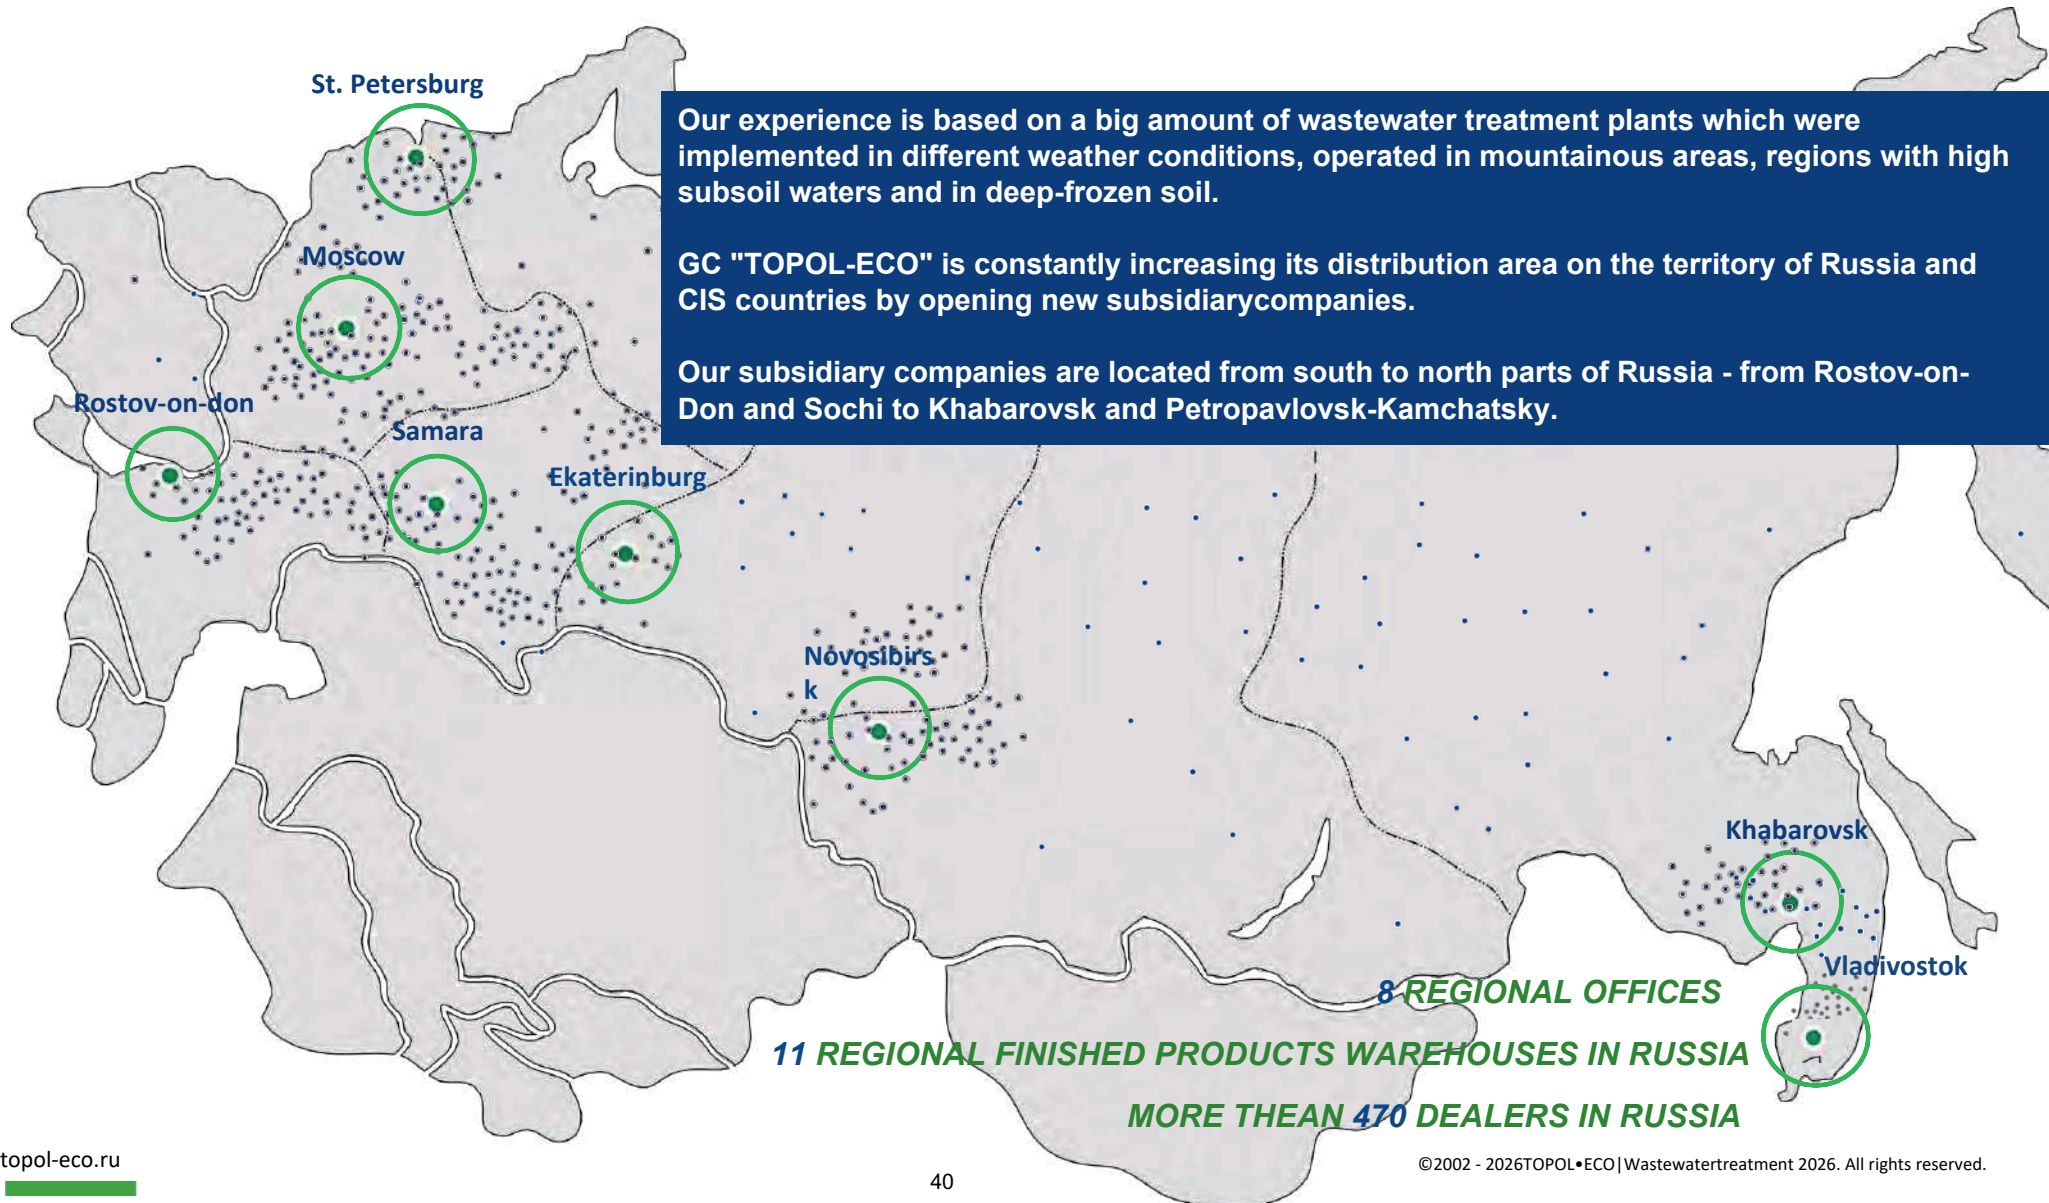 St. Petersburg
Our experience is based on a big amount of wastewater treatment plants which were
implemented in different weather conditions, operated in mountainous areas, regions with high
subsoil waters and in deep-frozen soil.
GC "TOPOL-ECO" is constantly increasing its distribution area on the territory of Russia and
CIS countries by opening new subsidiarycompanies.
Our subsidiary companies are located from south to north parts of Russia - from Rostov-on-
Don and Sochi to Khabarovsk and Petropavlovsk-Kamchatsky.
Moscow
Rostov-on-don
Samara
Ekaterinburg
Novosibirs
k
Khabarovsk
Vladivostok
8 REGIONAL OFFICES
11 REGIONAL FINISHED PRODUCTS WAREHOUSES IN RUSSIA
MORE THEAN 470 DEALERS IN RUSSIA
topol-eco.ru
40
©2002 - 2026TOPOL•ECO|Wastewatertreatment 2026. All rights reserved.